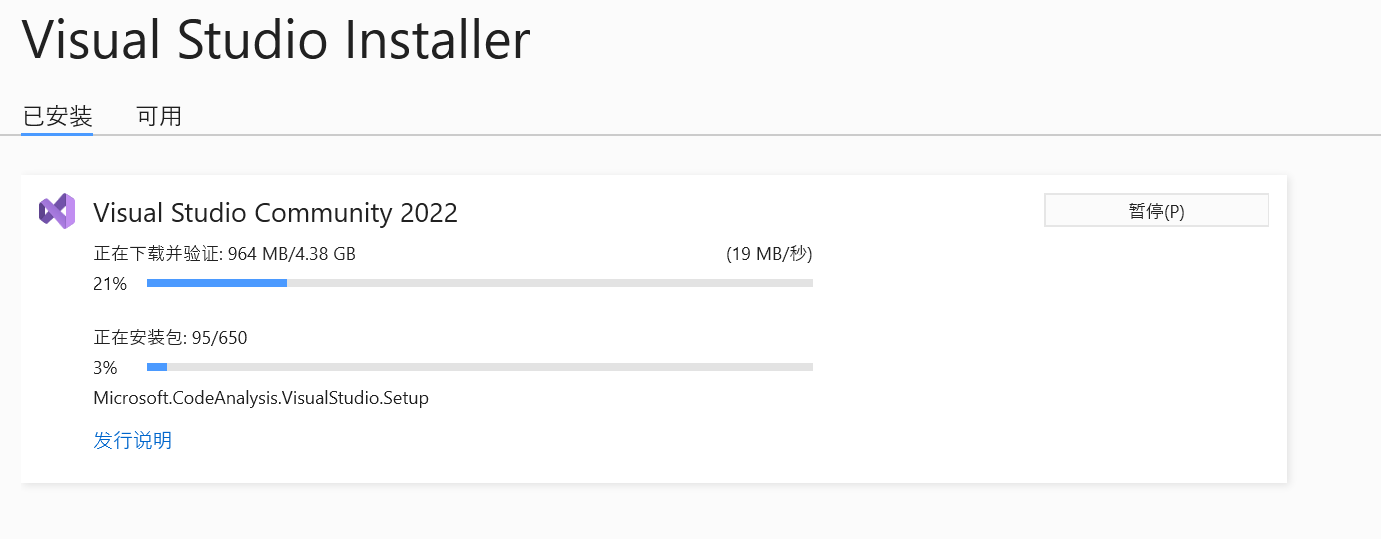 Visual Studio Installer
已安装 可用
Visual Studio Community 2022 暂停(P)
正在下载并验证: 964 MB/4.38 GB (19 MB/秒)
21%
正在安装包: 95/650
3%
Microsoft.CodeAnalysis.VisualStudio.Setup
发行说明